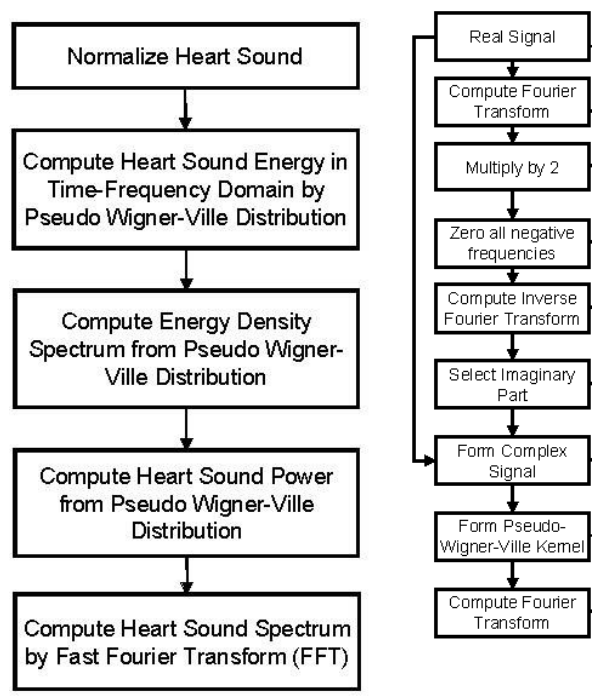 Normalize Heart Sound
Compute Heart Sound Energy in
Time-Frequency Domain by
Pseudo Wigner-Ville Distribution
Compute Energy Density
Spectrum from Pseudo Wigner-
Ville Distribution
Compute Heart Sound Power
from Pseudo Wigner-Ville
Distribution
Compute Heart Sound Spectrum
by Fast Fourier Transform (FFT)
Real Signal
Compute Fourier
Transform
Multiply by 2
Zero all negative
frequencies
Compute Inverse
Fourier Transform
Select Imaginary
Part
Form Complex
Signal
Form Pseudo-
Wigner-Ville Kernel
Compute Fourier
Transform